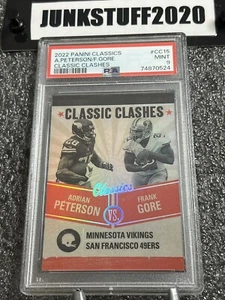 JUNKSTUFF2020
2022 PANINI CLASSICS #CC15
A.PETERSON/F.GORE MINT
CLASSIC CLASHES PSA 9
74870524
CLASSIC CLASHES
Classics
ADRIAN PETERSON
VS.
FRANK GORE
MINNESOTA VIKINGS
SAN FRANCISCO 49ERS